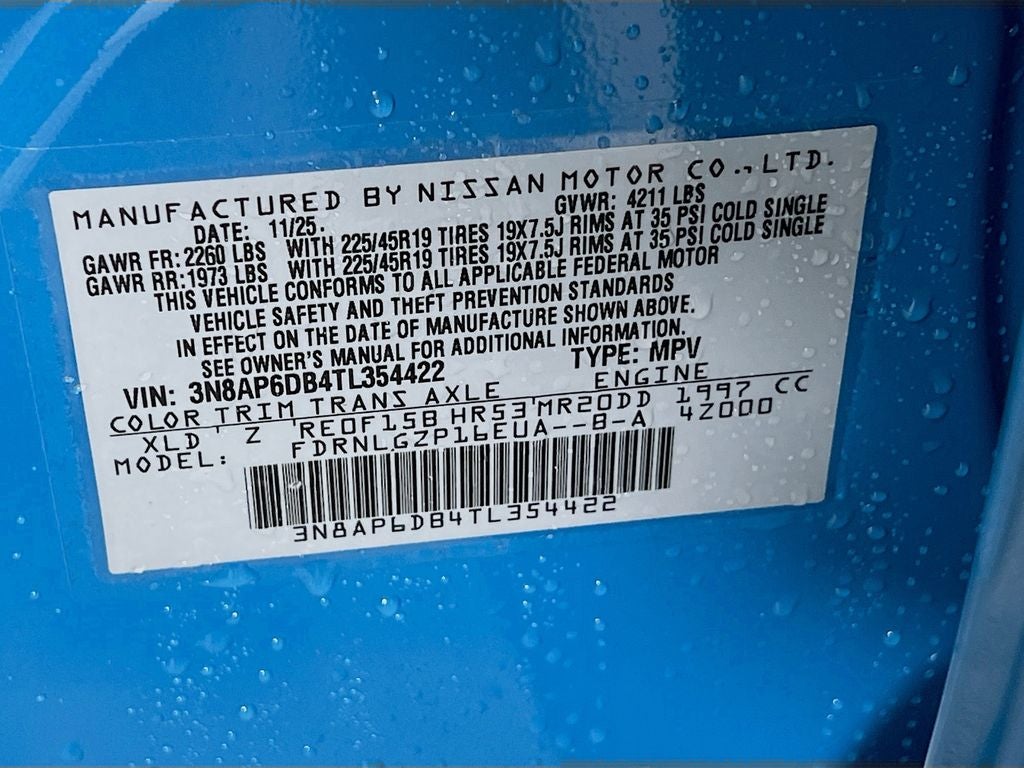 MANUFACTURED BY NISSAN MOTOR CO., LTD.
DATE: 11/25. GVWR: 4211 LBS
GAWR FR: 2260 LBS WITH 225/45R19 TIRES 19X7.5J RIMS AT 35 PSI COLD SINGLE
GAWR RR: 1973 LBS WITH 225/45R19 TIRES 19X7.5J RIMS AT 35 PSI COLD SINGLE
THIS VEHICLE CONFORMS TO ALL APPLICABLE FEDERAL MOTOR
VEHICLE SAFETY AND THEFT PREVENTION STANDARDS
IN EFFECT ON THE DATE OF MANUFACTURE SHOWN ABOVE.
SEE OWNER'S MANUAL FOR ADDITIONAL INFORMATION.
VIN: 3N8AP6DB4TL354422 TYPE: MPV
COLOR TRIM TRANS AXLE ENGINE
XLD ' Z 'RE0F15B HR53'MR20DD 1997 CC
MODEL: FDRNLGZP16EUA--B-A 4Z000
3N8AP6DB4TL354422